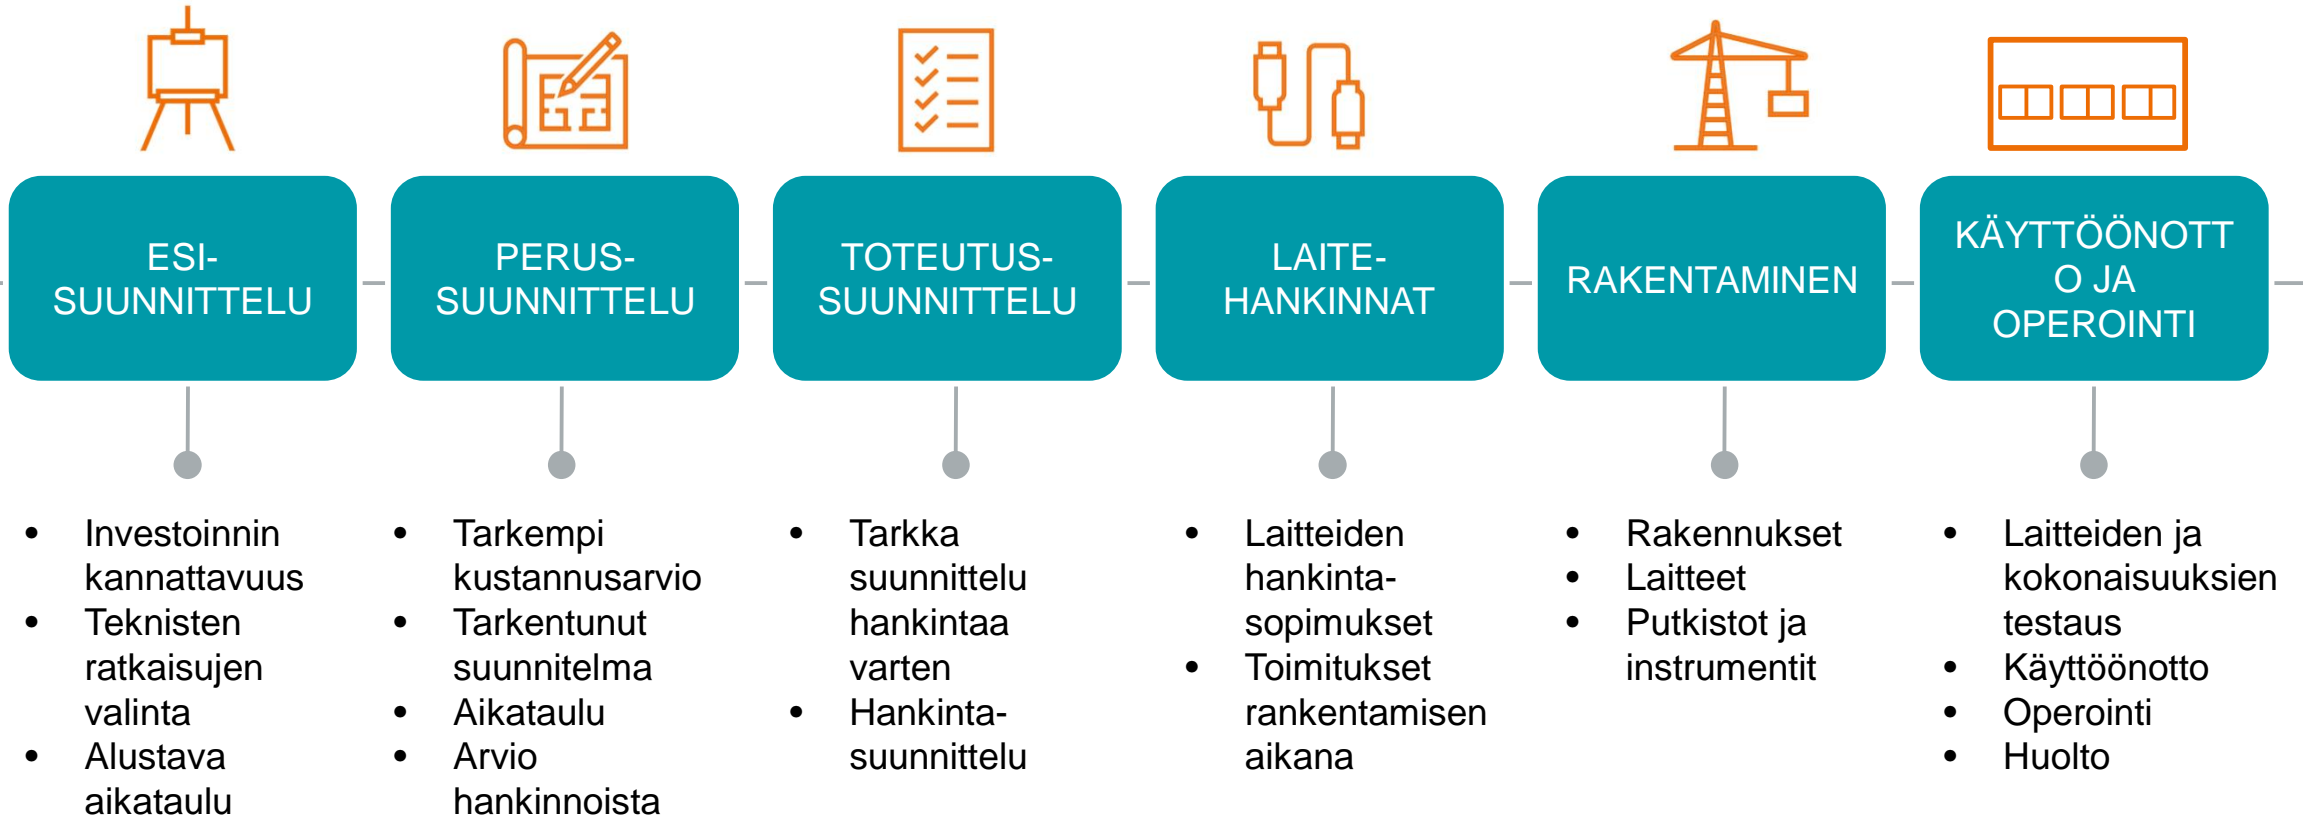 ESI-
SUUNNITTELU
PERUS-
SUUNNITTELU
TOTEUTUS-
SUUNNITTELU
LAITE-
HANKINNAT
RAKENTAMINEN
KÄYTTÖÖNOTT
O JA
OPEROINTI
• Investoinnin
kannattavuus
• Teknisten
ratkaisujen
valinta
• Alustava
aikataulu
• Tarkempi
kustannusarvio
• Tarkentunut
suunnitelma
• Aikataulu
• Arvio
hankinnoista
• Tarkka
suunnittelu
hankintaa
varten
• Hankinta-
suunnittelu
• Laitteiden
hankinta-
sopimukset
• Toimitukset
rankentamisen
aikana
• Rakennukset
• Laitteet
• Putkistot ja
instrumentit
• Laitteiden ja
kokonaisuuksien
testaus
• Käyttöönotto
• Operointi
• Huolto